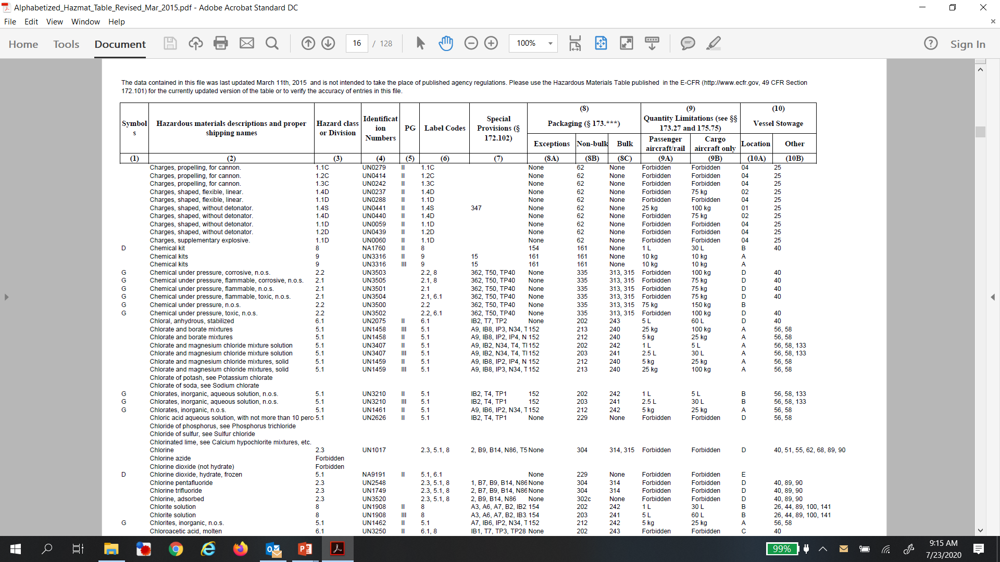 Alphabetized_Hazmat_Table_Revised_Mar_2015.pdf - Adobe Acrobat Standard DC
File Edit View Window Help
Home Tools Document 16 / 128 100% Sign In
The data contained in this file was last updated March 11th, 2015 and is not intended to take the place of published agency regulations. Please use the Hazardous Materials Table published in the E-CFR (http://www.ecfr.gov, 49 CFR Section
172.101) for the currently updated version of the table or to verify the accuracy of entries in this file.
Symbol
s
Hazardous materials descriptions and proper
shipping names
Hazard class
or Division
Identificat
ion
Numbers
PG
Label Codes
Special
Provisions (§
172.102)
(8)
Packaging (§ 173.***)
Exceptions Non-bulk Bulk
(9)
Quantity Limitations (see §§
173.27 and 175.75)
Passenger
aircraft/rail
Cargo
aircraft only
(10)
Vessel Stowage
Location Other
(1) (2) (3) (4) (5) (6) (7) (8A) (8B) (8C) (9A) (9B) (10A) (10B)
Charges, propelling, for cannon. 1.1C UN0279 II 1.1C None 62 None Forbidden Forbidden 04 25
Charges, propelling, for cannon. 1.2C UN0414 II 1.2C None 62 None Forbidden Forbidden 04 25
Charges, propelling, for cannon. 1.3C UN0242 II 1.3C None 62 None Forbidden Forbidden 04 25
Charges, shaped, flexible, linear. 1.4D UN0237 II 1.4D None 62 None Forbidden 75 kg 02 25
Charges, shaped, flexible, linear. 1.1D UN0288 II 1.1D None 62 None Forbidden Forbidden 04 25
Charges, shaped, without detonator. 1.4S UN0441 II 1.4S 347 None 62 None 25 kg 100 kg 01 25
Charges, shaped, without detonator. 1.4D UN0440 II 1.4D None 62 None Forbidden 75 kg 02 25
Charges, shaped, without detonator. 1.1D UN0059 II 1.1D None 62 None Forbidden Forbidden 04 25
Charges, shaped, without detonator. 1.2D UN0439 II 1.2D None 62 None Forbidden Forbidden 04 25
Charges, supplementary explosive. 1.1D UN0060 II 1.1D None 62 None Forbidden Forbidden 04 25
D Chemical kit 8 NA1760 II 8 154 161 None 1 L 30 L B 40
Chemical kits 9 UN3316 II 9 15 161 161 None 10 kg 10 kg A
Chemical kits 9 UN3316 III 9 15 161 161 None 10 kg 10 kg A
G Chemical under pressure, corrosive, n.o.s. 2.2 UN3503 2.2, 8 362, T50, TP40 None 335 313, 315 Forbidden 100 kg D 40
G Chemical under pressure, flammable, corrosive, n.o.s. 2.1 UN3505 2.1, 8 362, T50, TP40 None 335 313, 315 Forbidden 75 kg D 40
G Chemical under pressure, flammable, n.o.s. 2.1 UN3501 2.1 362, T50, TP40 None 335 313, 315 Forbidden 75 kg D 40
G Chemical under pressure, flammable, toxic, n.o.s. 2.1 UN3504 2.1, 6.1 362, T50, TP40 None 335 313, 315 Forbidden 75 kg D 40
G Chemical under pressure, n.o.s. 2.2 UN3500 2.2 362, T50, TP40 None 335 313, 315 75 kg 150 kg B
G Chemical under pressure, toxic, n.o.s. 2.2 UN3502 2.2, 6.1 362, T50, TP40 None 335 313, 315 Forbidden 100 kg D 40
Chloral, anhydrous, stabilized 6.1 UN2075 II 6.1 IB2, T7, TP2 None 202 243 5 L 60 L D 40
Chlorate and borate mixtures 5.1 UN1458 III 5.1 A9, IB8, IP3, N34, T 152 213 240 25 kg 100 kg A 56, 58
Chlorate and borate mixtures 5.1 UN1458 II 5.1 A9, IB8, IP2, IP4, N 152 212 240 5 kg 25 kg A 56, 58
Chlorate and magnesium chloride mixture solution 5.1 UN3407 II 5.1 A9, IB2, N34, T4, T 152 202 242 1 L 5 L A 56, 58, 133
Chlorate and magnesium chloride mixture solution 5.1 UN3407 III 5.1 A9, IB2, N34, T4, T 152 203 241 2.5 L 30 L A 56, 58, 133
Chlorate and magnesium chloride mixtures, solid 5.1 UN1459 II 5.1 A9, IB8, IP2, IP4, N 152 212 240 5 kg 25 kg A 56, 58
Chlorate and magnesium chloride mixtures, solid 5.1 UN1459 III 5.1 A9, IB8, IP3, N34, T 152 213 240 25 kg 100 kg A 56, 58
Chlorate of potash, see Potassium chlorate
Chlorate of soda, see Sodium chlorate
G Chlorates, inorganic, aqueous solution, n.o.s. 5.1 UN3210 II 5.1 IB2, T4, TP1 152 202 242 1 L 5 L B 56, 58, 133
G Chlorates, inorganic, aqueous solution, n.o.s. 5.1 UN3210 III 5.1 IB2, T4, TP1 152 203 241 2.5 L 30 L B 56, 58, 133
G Chlorates, inorganic, n.o.s. 5.1 UN1461 II 5.1 A9, IB6, IP2, N34, T 152 212 242 5 kg 25 kg A 56, 58
Chloric acid aqueous solution, with not more than 10 perc 5.1 UN2626 II 5.1 IB2, T4, TP1 None 229 None Forbidden Forbidden D 56, 58
Chloride of phosphorus, see Phosphorus trichloride
Chloride of sulfur, see Sulfur chloride
Chlorinated lime, see Calcium hypochlorite mixtures, etc.
Chlorine 2.3 UN1017 2.3, 5.1, 8 2, B9, B14, N86, T5 None 304 314, 315 Forbidden Forbidden D 40, 51, 55, 62, 68, 89, 90
Chlorine azide Forbidden
Chlorine dioxide (not hydrate) Forbidden
D Chlorine dioxide, hydrate, frozen 5.1 NA9191 II 5.1, 6.1 None 229 None Forbidden Forbidden E
Chlorine pentafluoride 2.3 UN2548 2.3, 5.1, 8 1, B7, B9, B14, N86 None 304 314 Forbidden Forbidden D 40, 89, 90
Chlorine trifluoride 2.3 UN1749 2.3, 5.1, 8 2, B7, B9, B14, N86 None 304 314 Forbidden Forbidden D 40, 89, 90
Chlorine, adsorbed 2.3 UN3520 2.3, 5.1, 8 2, B9, B14, N86 None 302c None Forbidden Forbidden D 40, 89, 90
Chlorite solution 8 UN1908 II 8 A3, A6, A7, B2, IB2 154 202 242 1 L 30 L B 26, 44, 89, 100, 141
Chlorite solution 8 UN1908 III 8 A3, A6, A7, B2, IB3 154 203 241 5 L 60 L B 26, 44, 89, 100, 141
G Chlorites, inorganic, n.o.s. 5.1 UN1462 II 5.1 A7, IB6, IP2, N34, T 152 212 242 5 kg 25 kg A 56, 58
Chloroacetic acid, molten 6.1 UN3250 II 6.1, 8 IB1, T7, TP3, TP28 None 202 243 Forbidden Forbidden C 40
99% 9:15 AM
7/23/2020